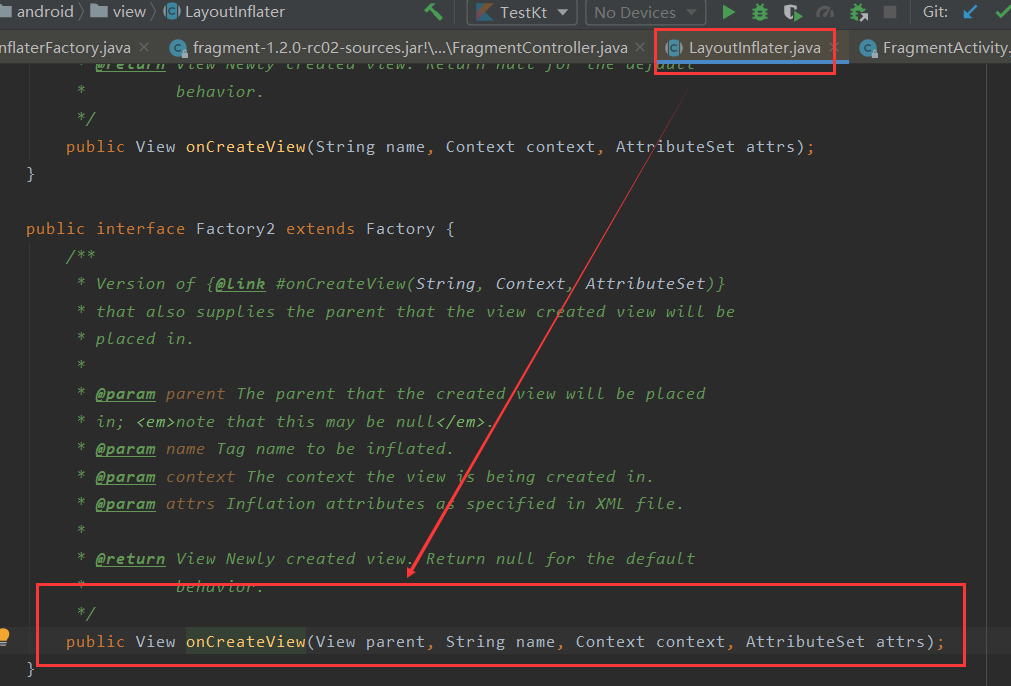 android view LayoutInflater TestKt No Devices Git:
nflaterFactory.java fragment-1.2.0-rc02-sources.jar!\...\FragmentController.java LayoutInflater.java FragmentActivity.
* @return View Newly created view. Return null for the default
* behavior.
*/
public View onCreateView(String name, Context context, AttributeSet attrs);
}
public interface Factory2 extends Factory {
/**
* Version of {@link #onCreateView(String, Context, AttributeSet)}
* that also supplies the parent that the view created view will be
* placed in.
*
* @param parent The parent that the created view will be placed
* in; <em>note that this may be null</em>.
* @param name Tag name to be inflated.
* @param context The context the view is being created in.
* @param attrs Inflation attributes as specified in XML file.
*
* @return View Newly created view. Return null for the default
* behavior.
*/
public View onCreateView(View parent, String name, Context context, AttributeSet attrs);
}